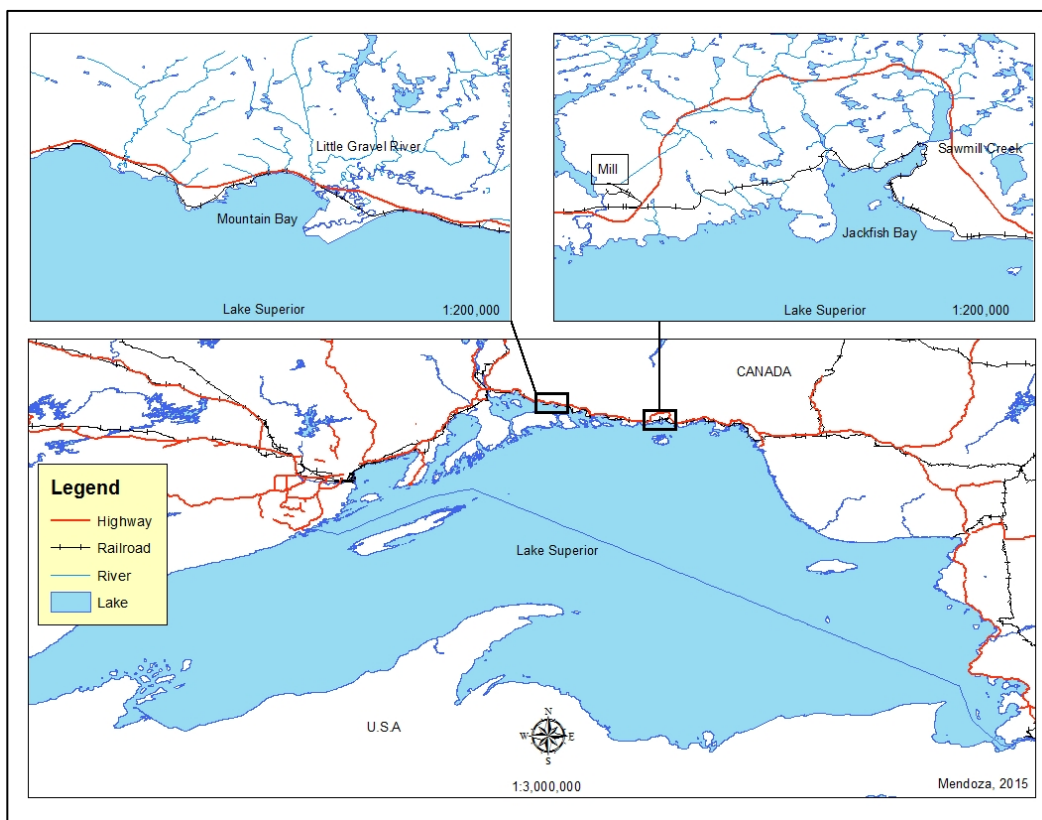 Little Gravel River
Mountain Bay
Lake Superior
1:200,000
Mill
Sawmill Creek
Jackfish Bay
Lake Superior
1:200,000
CANADA
Legend
Highway
Railroad
River
Lake
Lake Superior
U.S.A
N
W
E
S
1:3,000,000
Mendoza, 2015